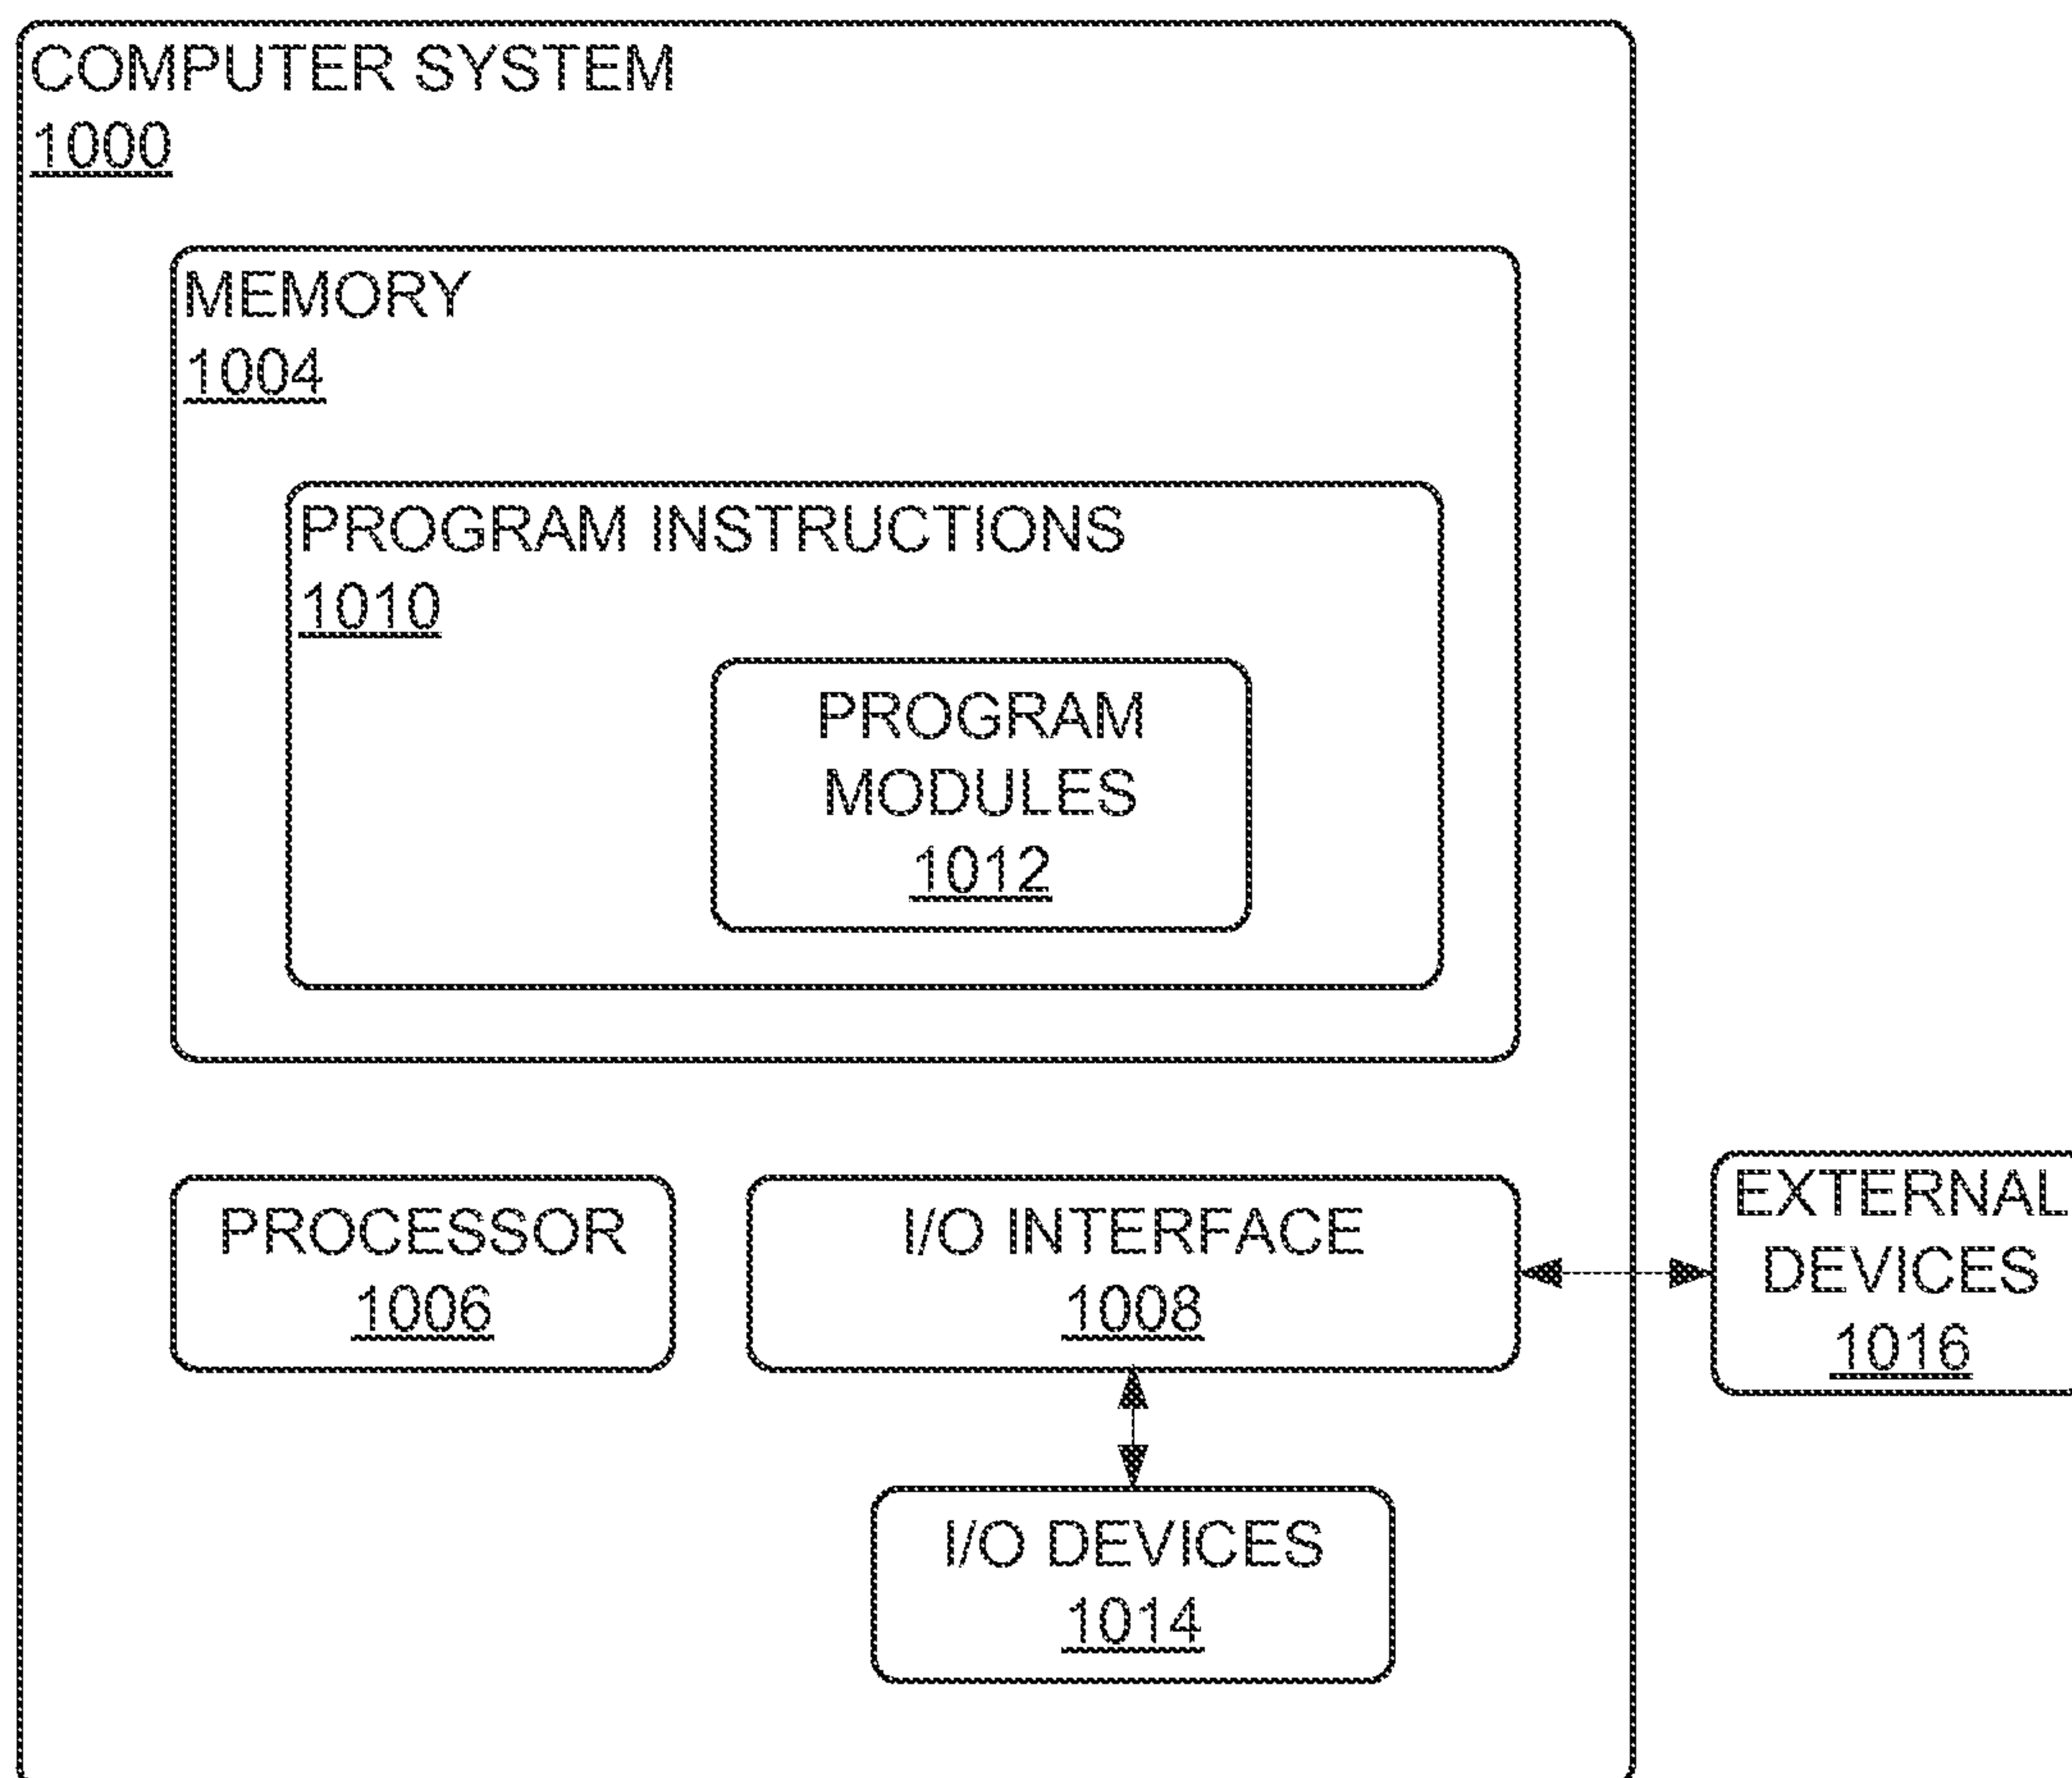 COMPUTER SYSTEM
1000
MEMORY
1004
PROGRAM INSTRUCTIONS
1010
PROGRAM
MODULES
1012
PROCESSOR
1006
I/O INTERFACE
1008
EXTERNAL
DEVICES
1016
I/O DEVICES
1014